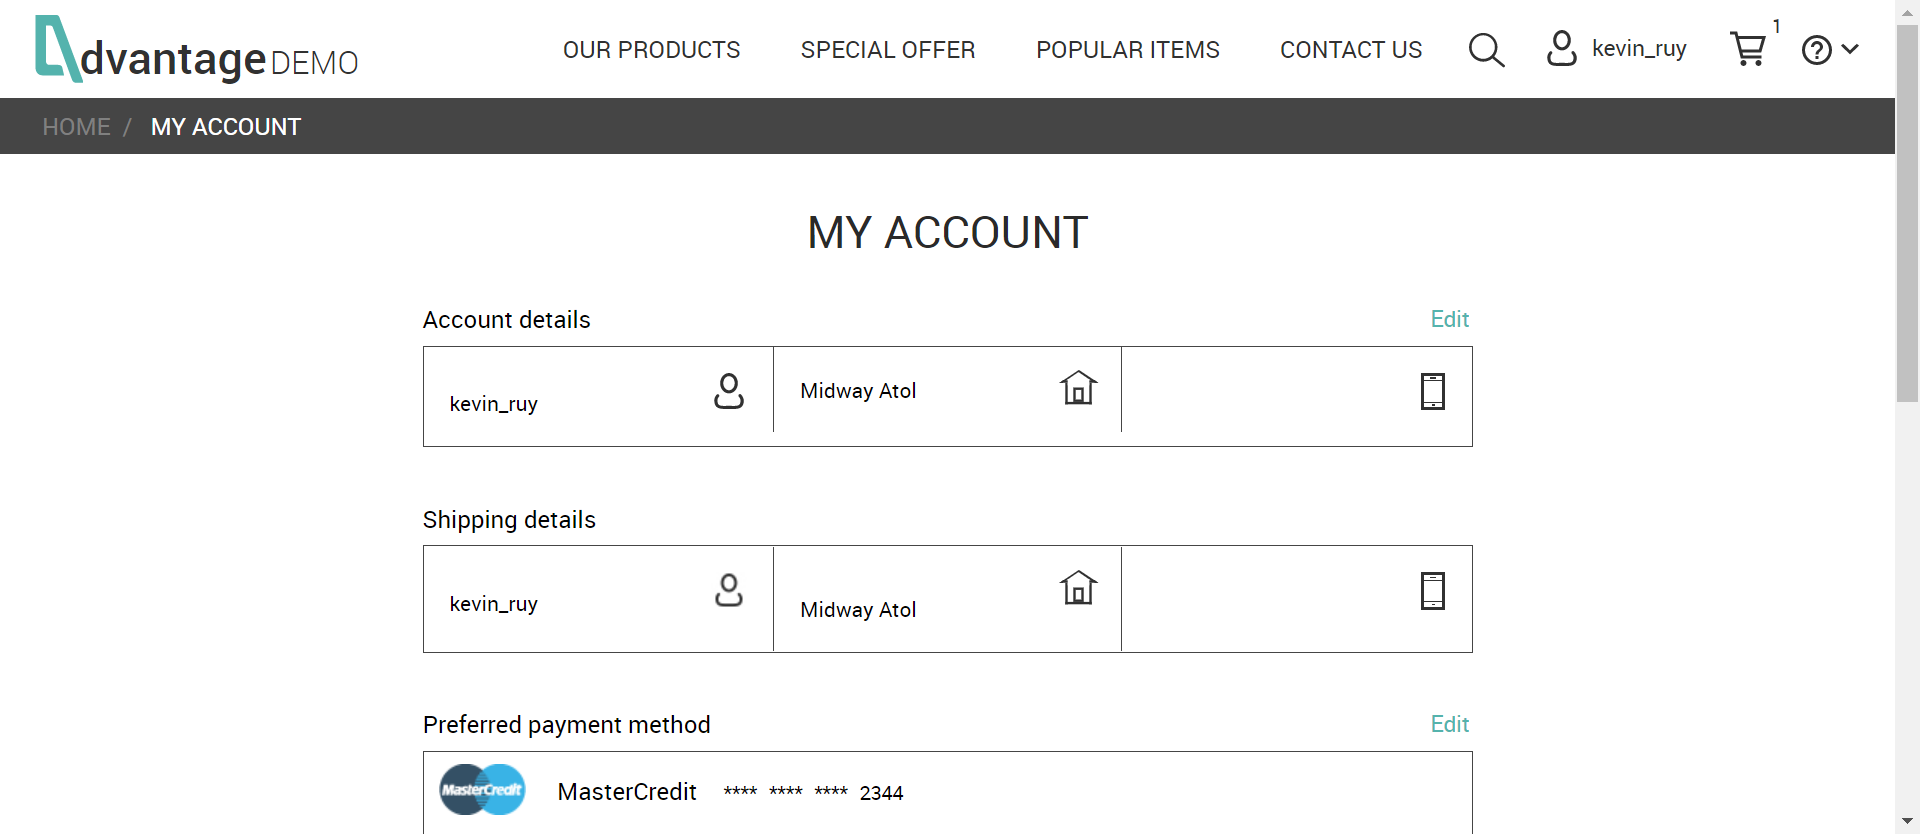 dvantage DEMO
OUR PRODUCTS
SPECIAL OFFER
POPULAR ITEMS
CONTACT US
kevin_ruy
1
HOME / MY ACCOUNT
MY ACCOUNT
Account details
Edit
kevin_ruy
Midway Atol
Shipping details
kevin_ruy
Midway Atol
Preferred payment method
Edit
MasterCredit
MasterCredit **** **** **** 2344